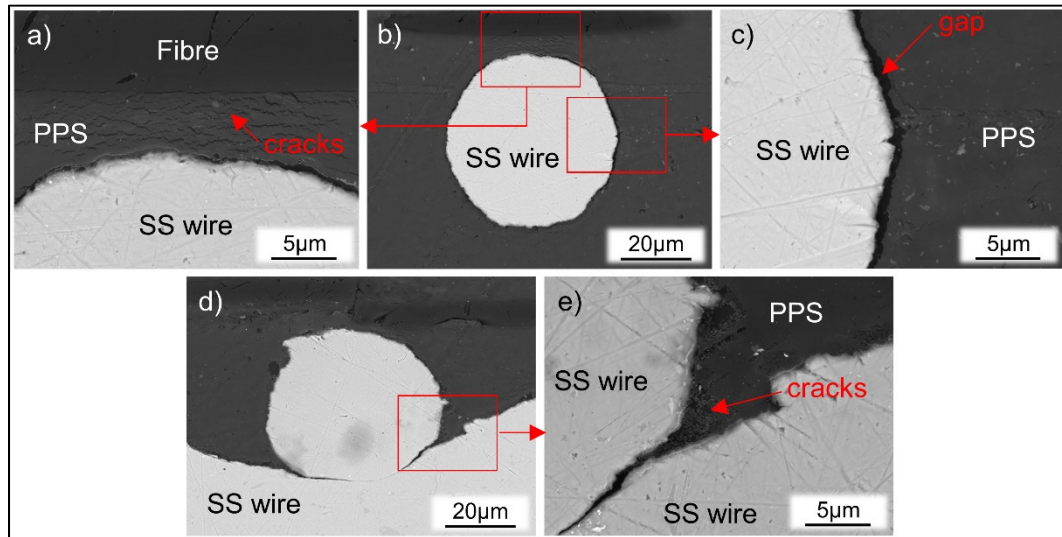 a)
Fibre
PPS
cracks
SS wire
5µm
b)
SS wire
20µm
c)
gap
SS wire
PPS
5µm
d)
SS wire
20µm
e)
PPS
SS wire
cracks
SS wire
5µm